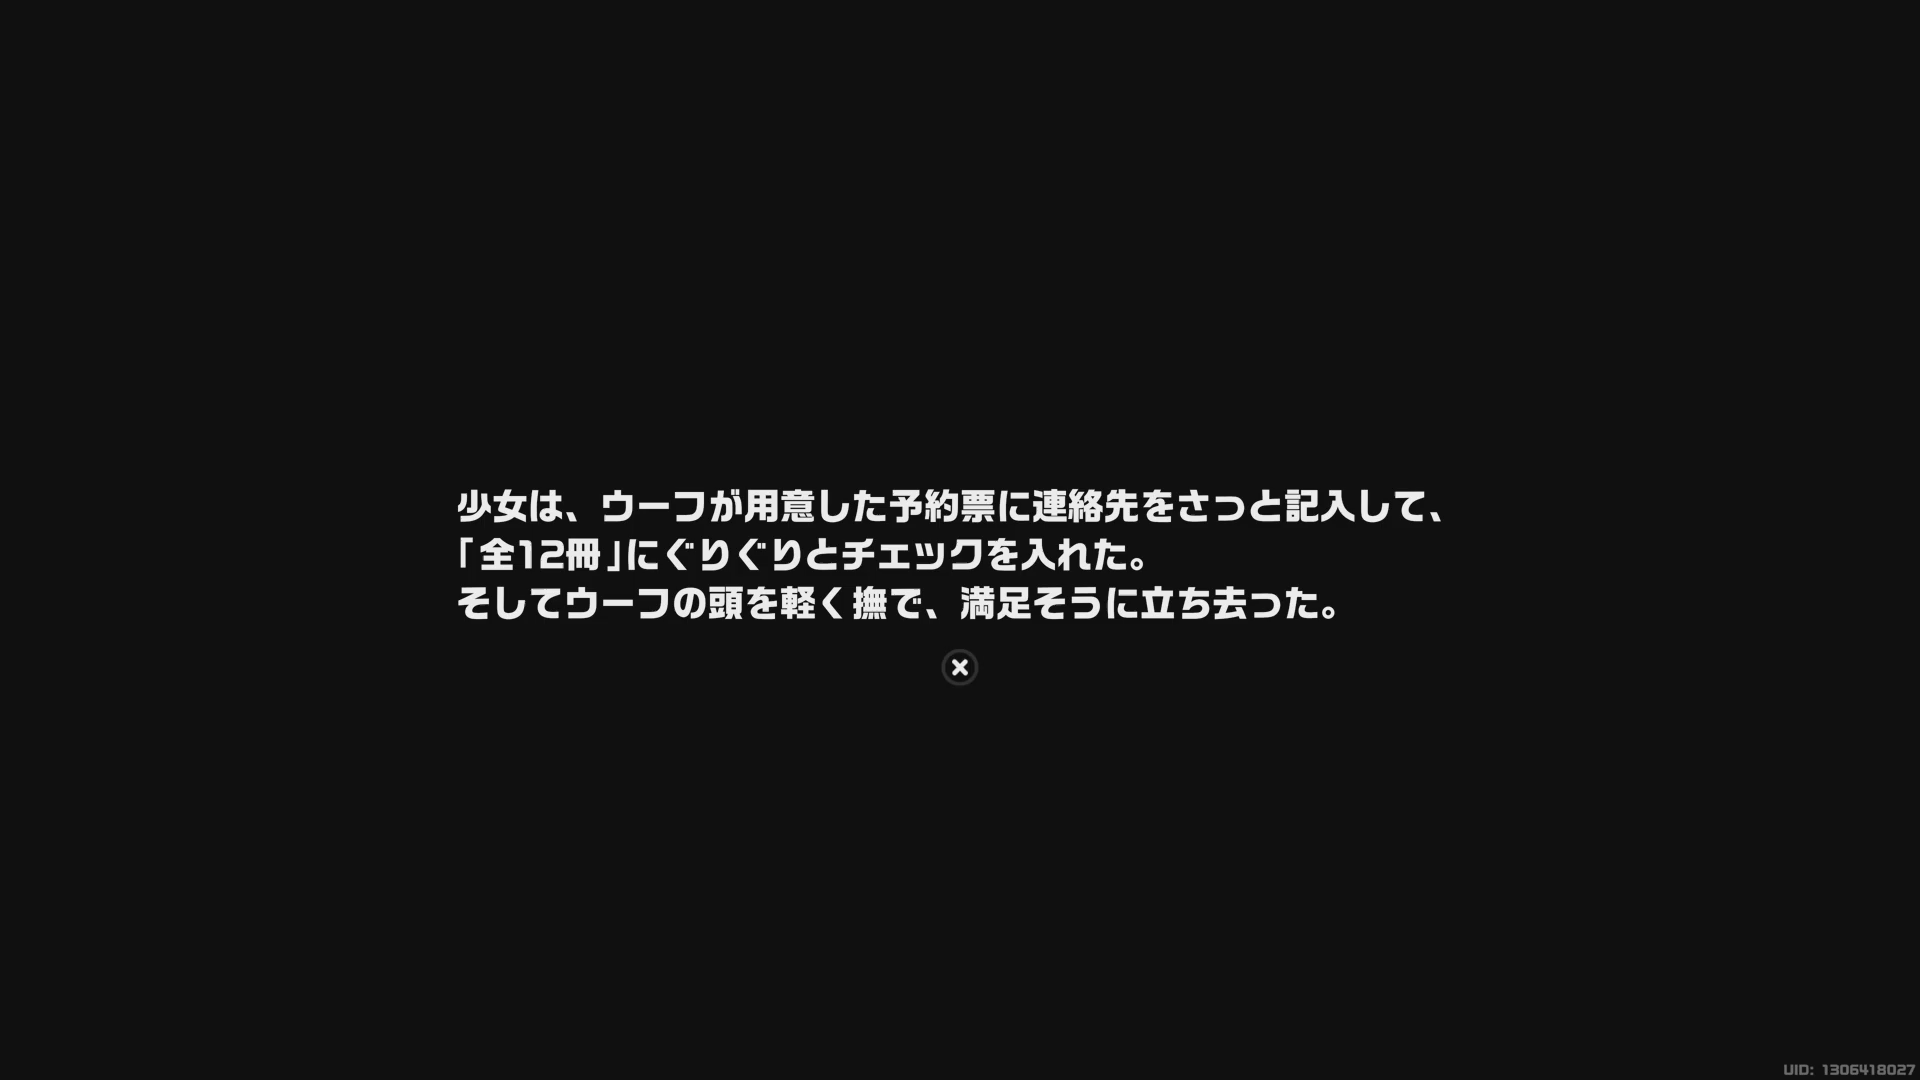 少女は、ウーフが用意した予約票に連絡先をさっと記入して、
「全12冊」にぐりぐりとチェックを入れた。
そしてウーフの頭を軽く撫で、満足そうに立ち去った。
UID: 1306418027